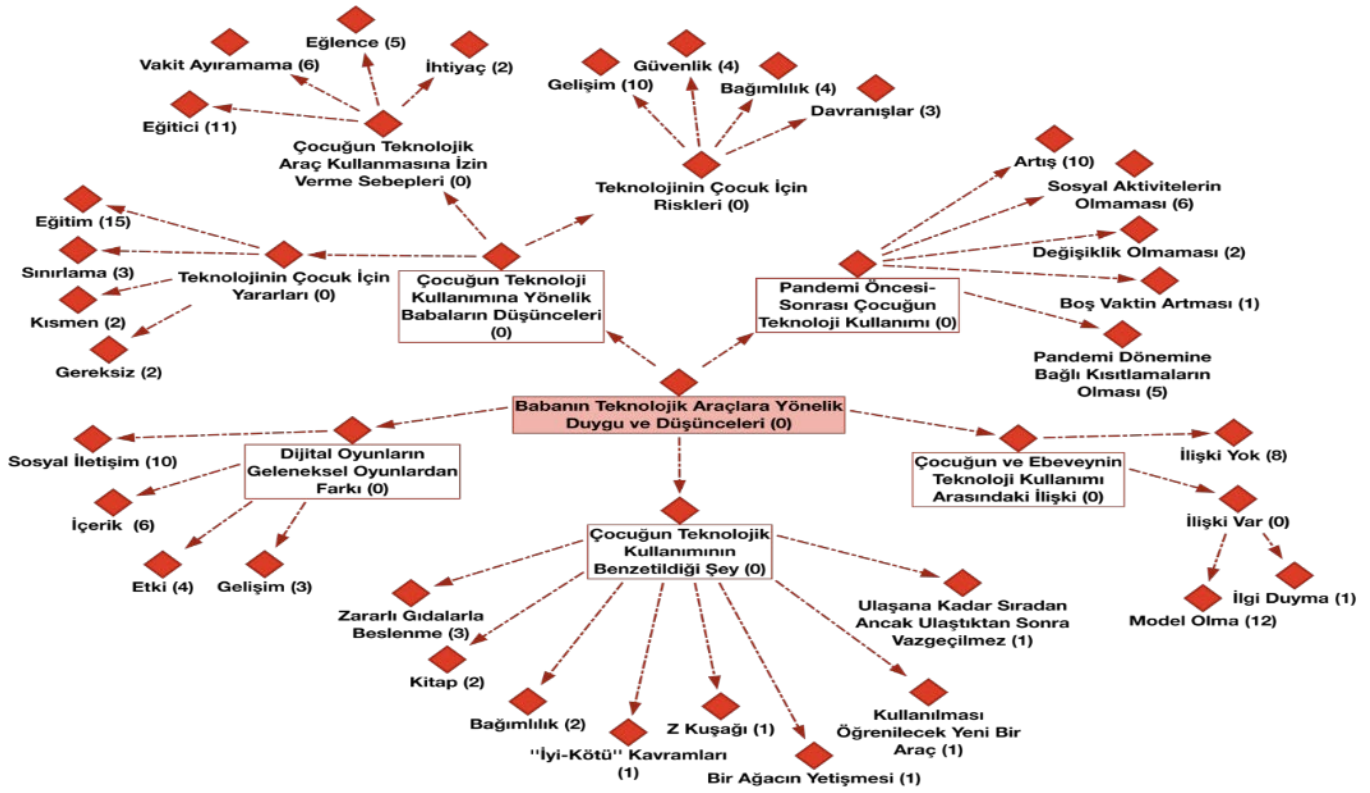 Eğlence (5)
Vakit Ayıramama (6)
İhtiyaç (2)
Eğitici (11)
Çocuğun Teknolojik
Araç Kullanmasına İzin
Verme Sebepleri (0)
Güvenlik (4)
Gelişim (10)
Bağımlılık (4)
Davranışlar (3)
Teknolojinin Çocuk İçin
Riskleri (0)
Artış (10)
Sosyal Aktivitelerin
Olmaması (6)
Değişiklik Olmaması (2)
Boş Vaktin Artması (1)
Pandemi Dönemine
Bağlı Kısıtlamaların
Olması (5)
Pandemi Öncesi-
Sonrası Çocuğun
Teknoloji Kullanımı (0)
Eğitim (15)
Sınırlama (3)
Kısmen (2)
Gereksiz (2)
Teknolojinin Çocuk İçin
Yararları (0)
Çocuğun Teknoloji
Kullanımına Yönelik
Babaların Düşünceleri
(0)
Babanın Teknolojik Araçlara Yönelik
Duygu ve Düşünceleri (0)
Dijital Oyunların
Geleneksel Oyunlardan
Farkı (0)
Sosyal İletişim (10)
İçerik (6)
Etki (4)
Gelişim (3)
Çocuğun ve Ebeveynin
Teknoloji Kullanımı
Arasındaki İlişki (0)
İlişki Yok (8)
İlişki Var (0)
İlgi Duyma (1)
Model Olma (12)
Çocuğun Teknolojik
Kullanımının
Benzetildiği Şey (0)
Zararlı Gıdalarla
Beslenme (3)
Kitap (2)
Bağımlılık (2)
"İyi-Kötü" Kavramları
(1)
Z Kuşağı (1)
Bir Ağacın Yetişmesi (1)
Kullanılması
Öğrenilecek Yeni Bir
Araç (1)
Ulaşana Kadar Sıradan
Ancak Ulaştıktan Sonra
Vazgeçilmez (1)